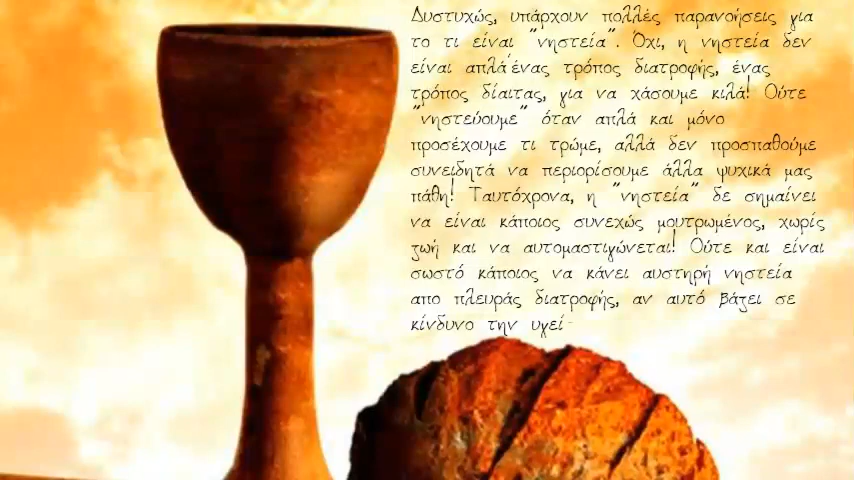 Δυστυχώς, υπάρχουν πολλές παρανοήσεις για
το τι είναι "νηστεία". Όχι, η νηστεία δεν
είναι απλά ένας τρόπος διατροφής, ένας
τρόπος δίαιτας, για να χάσουμε κιλά! Ούτε
"νηστεύουμε" όταν απλά και μόνο
προσέχουμε τι τρώμε, αλλά δεν προσπαθούμε
συνειδητά να περιορίσουμε άλλα ψυχικά μας
πάθη! Ταυτόχρονα, η "νηστεία" δε σημαίνει
να είναι κάποιος συνεχώς μουτρωμένος, χωρίς
ζωή και να αυτομαστιγώνεται! Ούτε και είναι
σωστό κάποιος να κάνει αυστηρή νηστεία
απο πλευράς διατροφής, αν αυτό βάζει σε
κίνδυνο την υγεί